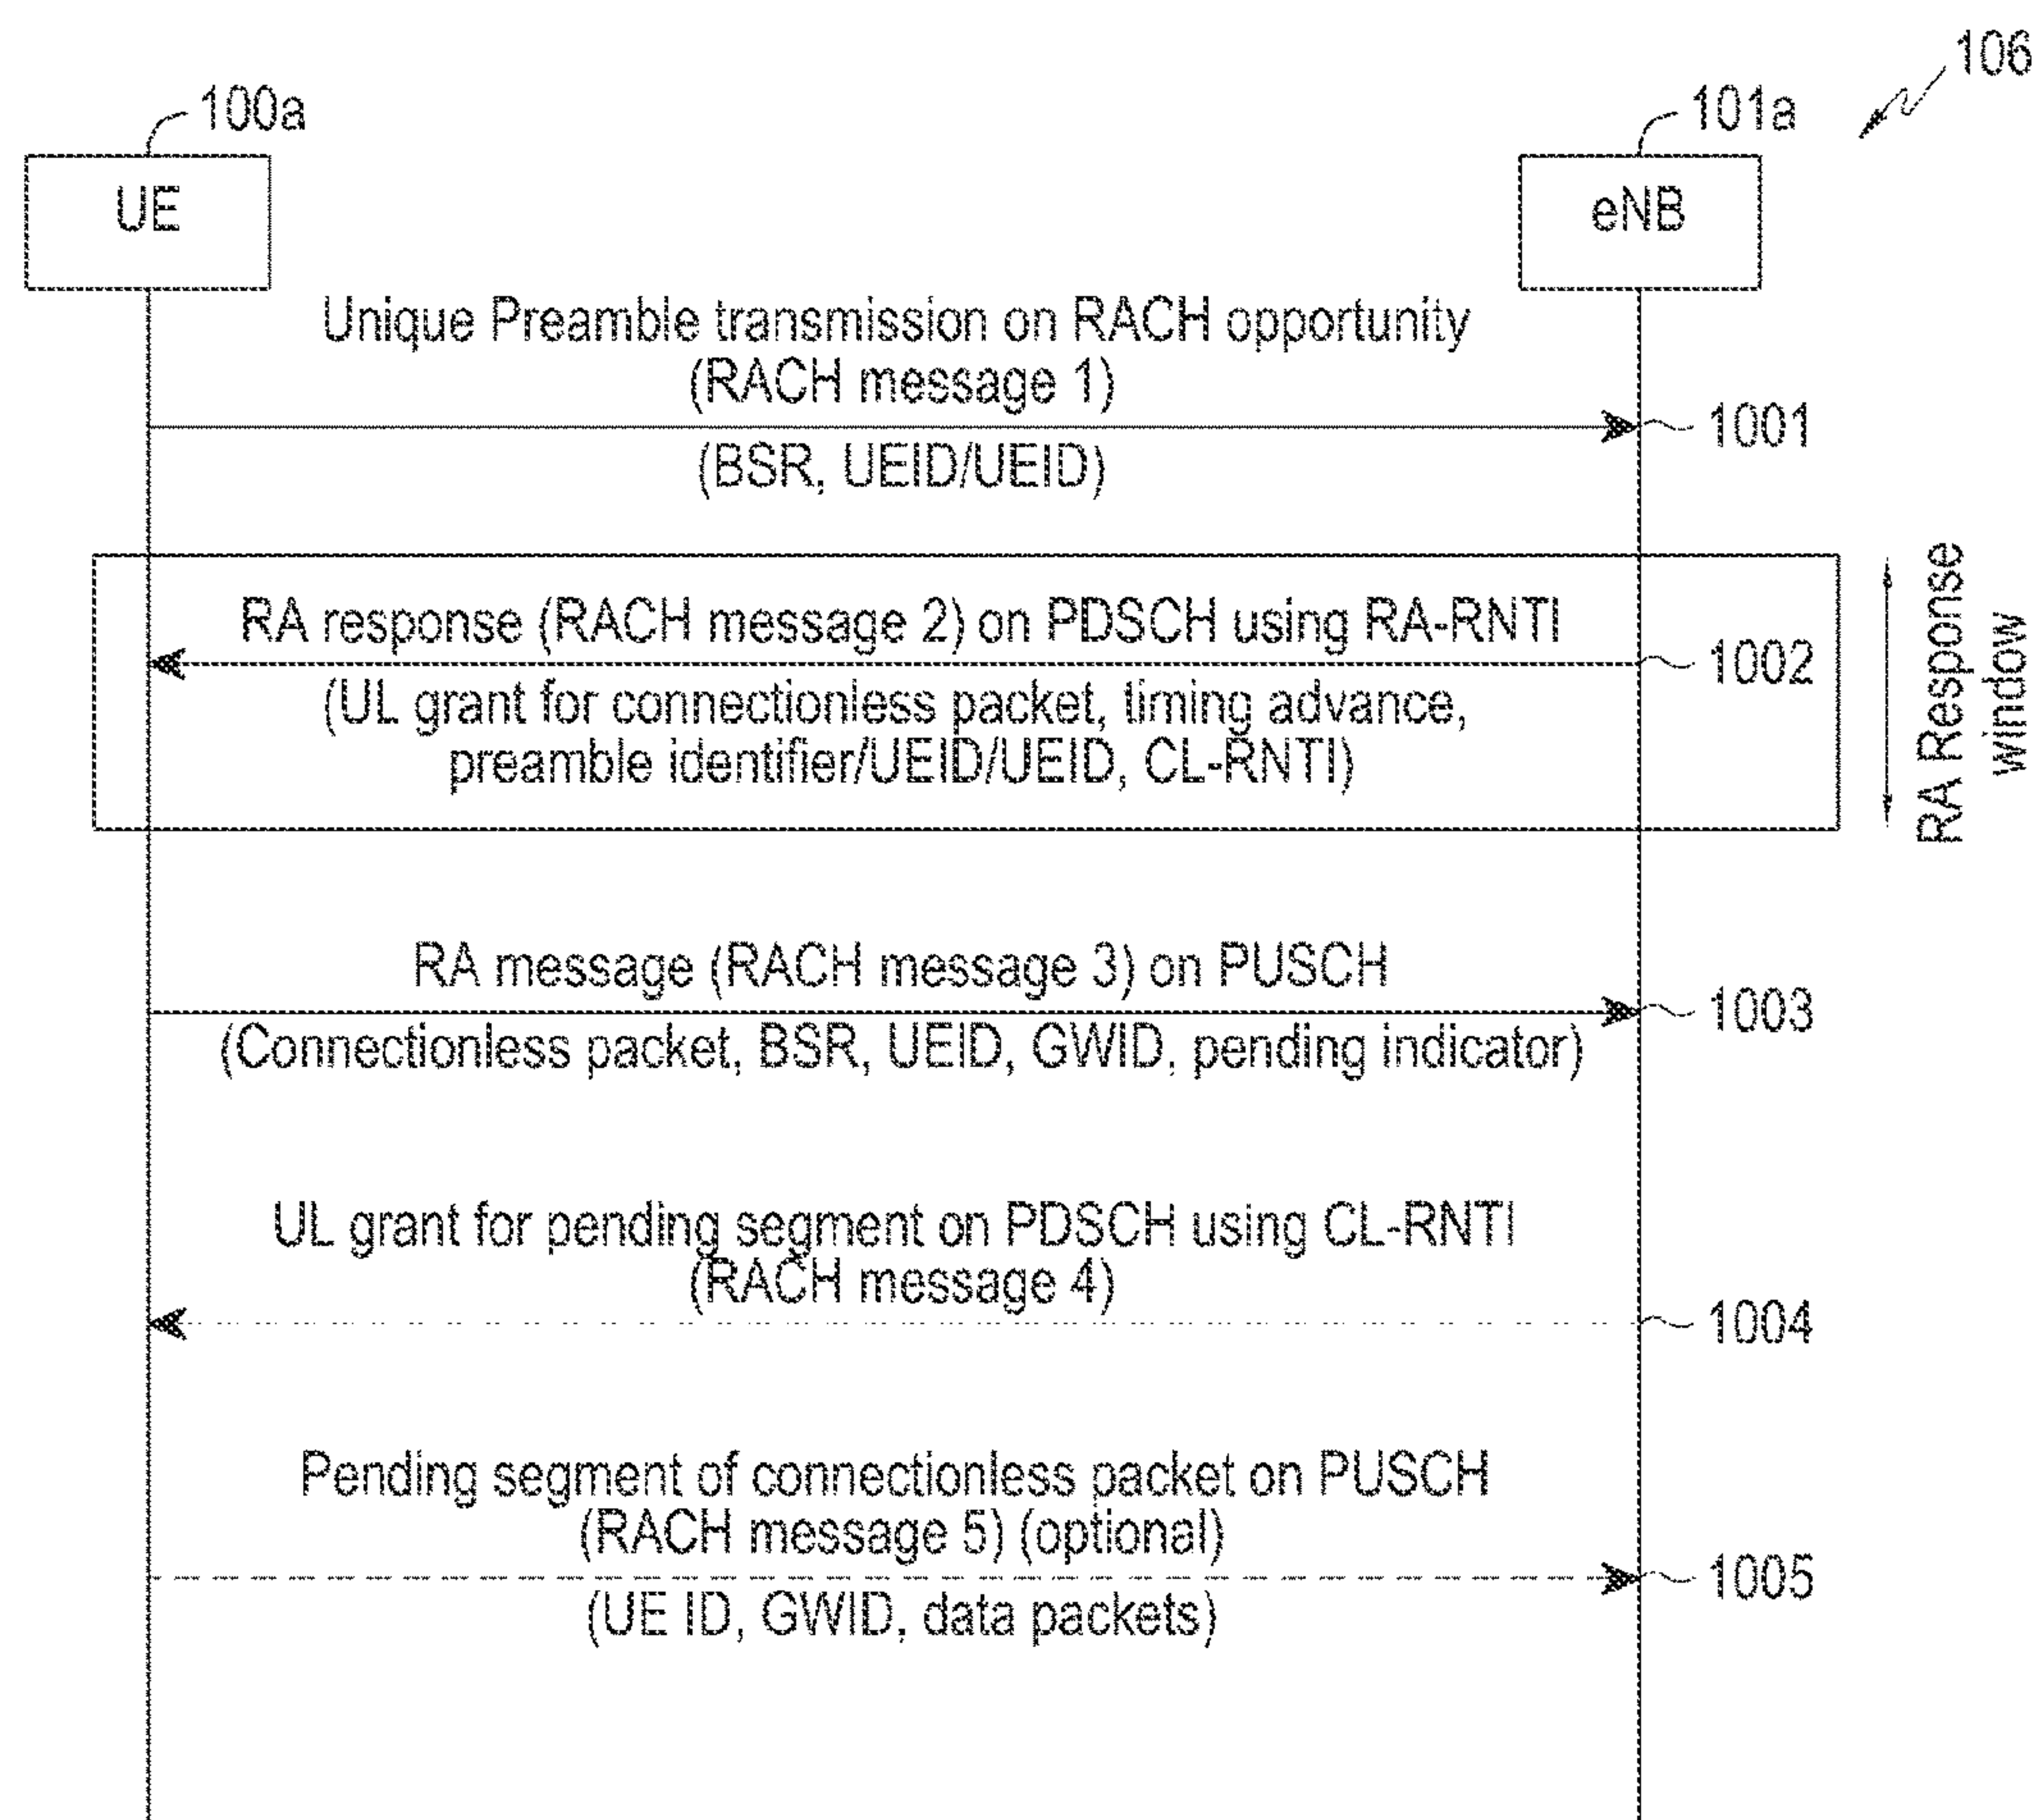 106
100a
101a
UE
eNB
Unique Preamble transmission on RACH opportunity
(RACH message 1)
1001
(BSR, UEID/UEID)
RA response (RACH message 2) on PDSCH using RA-RNTI
1002
(UL grant for connectionless packet, timing advance,
preamble identifier/UEID/UEID, CL-RNTI)
RA Response
window
RA message (RACH message 3) on PUSCH
1003
(Connectionless packet, BSR, UEID, GWID, pending indicator)
UL grant for pending segment on PDSCH using CL-RNTI
(RACH message 4)
1004
Pending segment of connectionless packet on PUSCH
(RACH message 5) (optional)
1005
(UE ID, GWID, data packets)